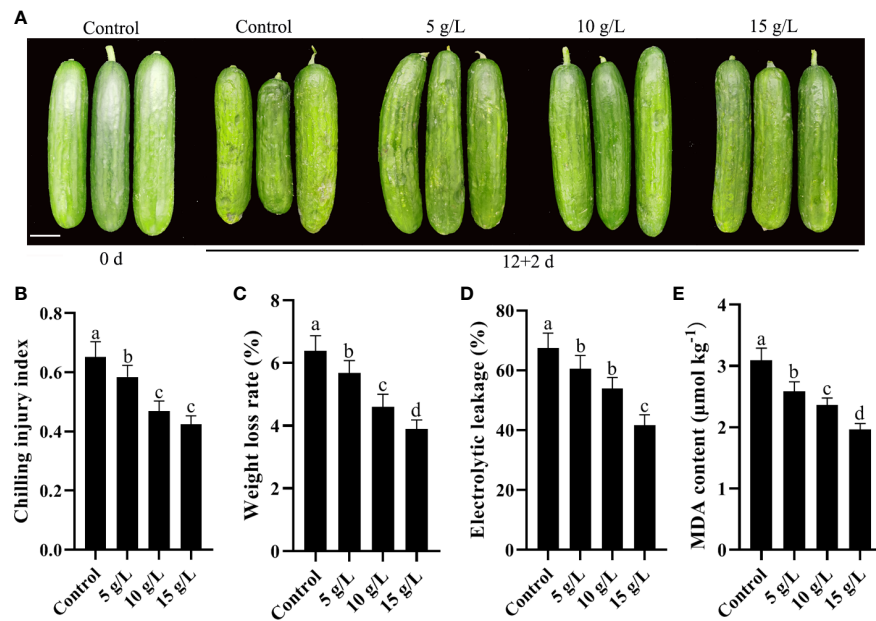 A
Control Control 5 g/L 10 g/L 15 g/L
0 d 12+2 d
B
Chilling injury index
0.8
0.6
0.4
0.2
0.0
a
b
c
c
Control 5 g/L 10 g/L 15 g/L
C
Weight loss rate (%)
8
6
4
2
0
a
b
c
d
Control 5 g/L 10 g/L 15 g/L
D
Electrolytic leakage (%)
80
60
40
20
0
a
b
b
c
Control 5 g/L 10 g/L 15 g/L
E
MDA content (μmol kg⁻¹)
4
3
2
1
0
a
b
c
d
Control 5 g/L 10 g/L 15 g/L